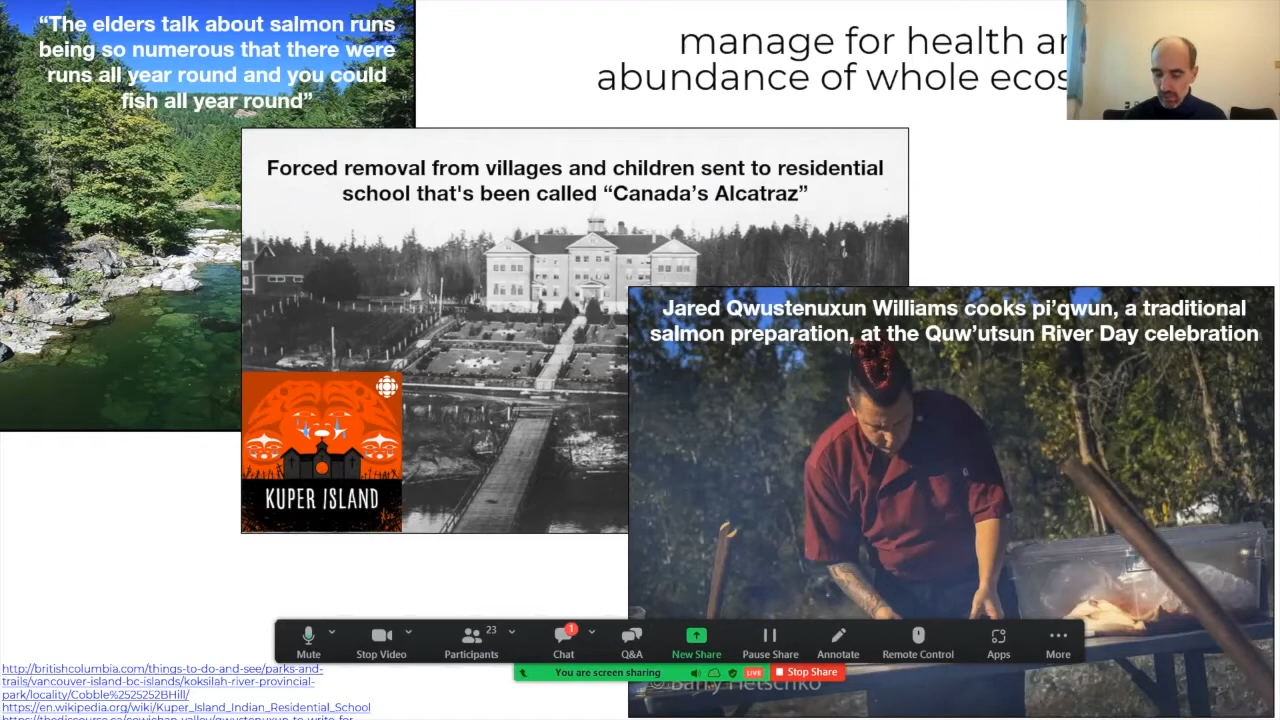 “The elders talk about salmon runs
being so numerous that there were
runs all year round and you could
fish all year round”
manage for health
abundance of whole
Forced removal from villages and children sent to residential
school that's been called “Canada’s Alcatraz”
Jared Qwustenuxun Williams cooks pi’qwun, a traditional
salmon preparation, at the Quw’utsun River Day celebration
KUPER ISLAND
Mute
Stop Video
Participants
23
Chat
1
Q&A
New Share
Pause Share
Annotate
Remote Control
Apps
More
You are screen sharing
LIVE
Stop Share
http://britishcolumbia.com/things-to-do-and-see/parks-and-
trails/vancouver-island-bc-islands/koksilah-river-provincial-
park/locality/Cobble%2525252BHill/
https://en.wikipedia.org/wiki/Kuper_Island_Indian_Residential_School